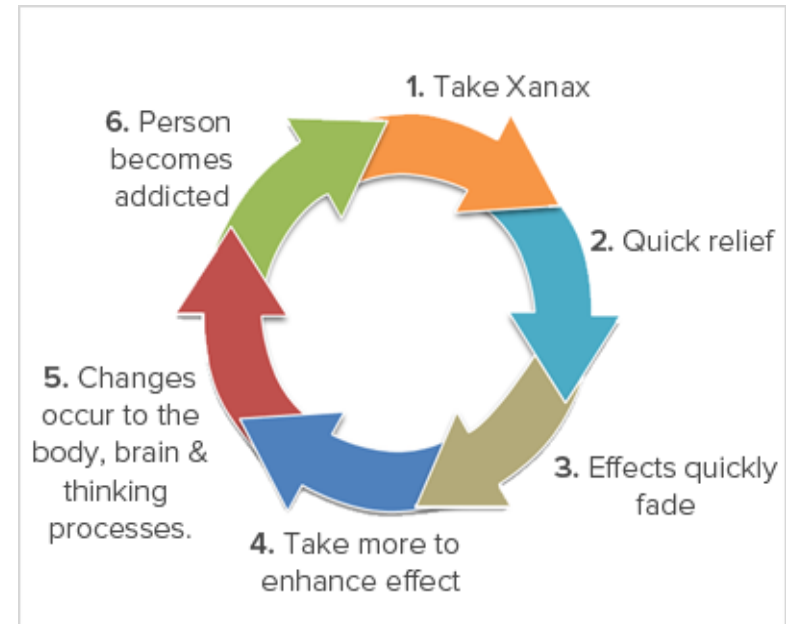 1. Take Xanax
2. Quick relief
3. Effects quickly
fade
4. Take more to
enhance effect
5. Changes
occur to the
body, brain &
thinking
processes.
6. Person
becomes
addicted